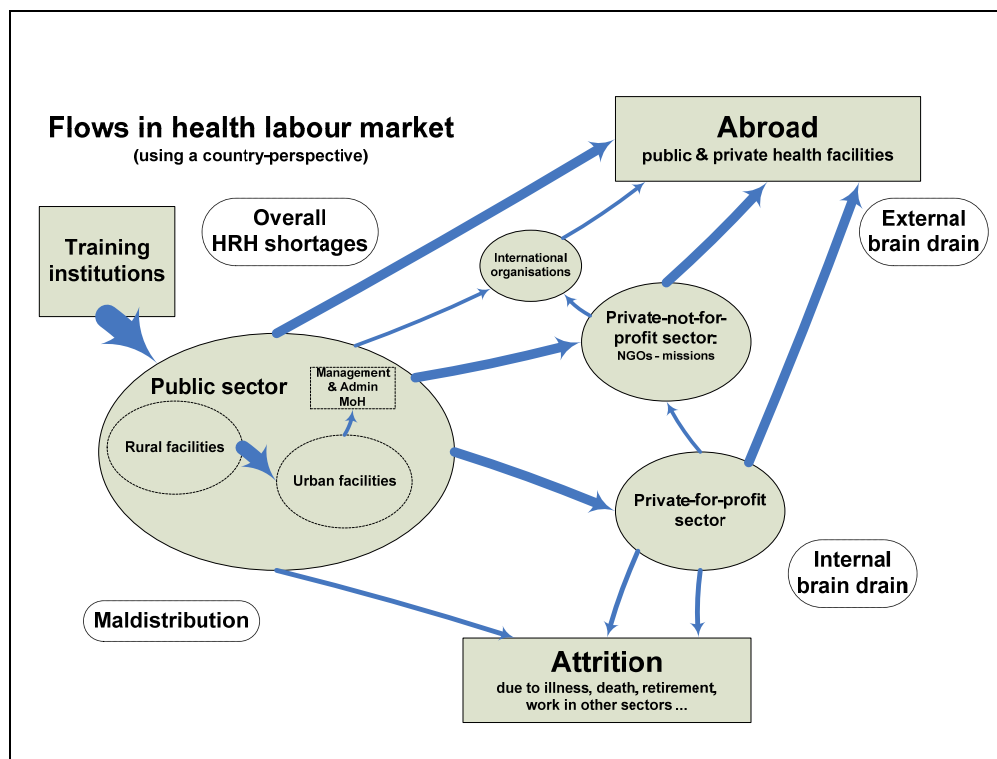 Flows in health labour market
(using a country-perspective)
Abroad
public & private health facilities
Training
institutions
Overall
HRH shortages
External
brain drain
International
organisations
Private-not-for-
profit sector:
NGOs - missions
Public sector
Management
& Admin
MoH
Rural facilities
Urban facilities
Private-for-profit
sector
Internal
brain drain
Maldistribution
Attrition
due to illness, death, retirement,
work in other sectors ...